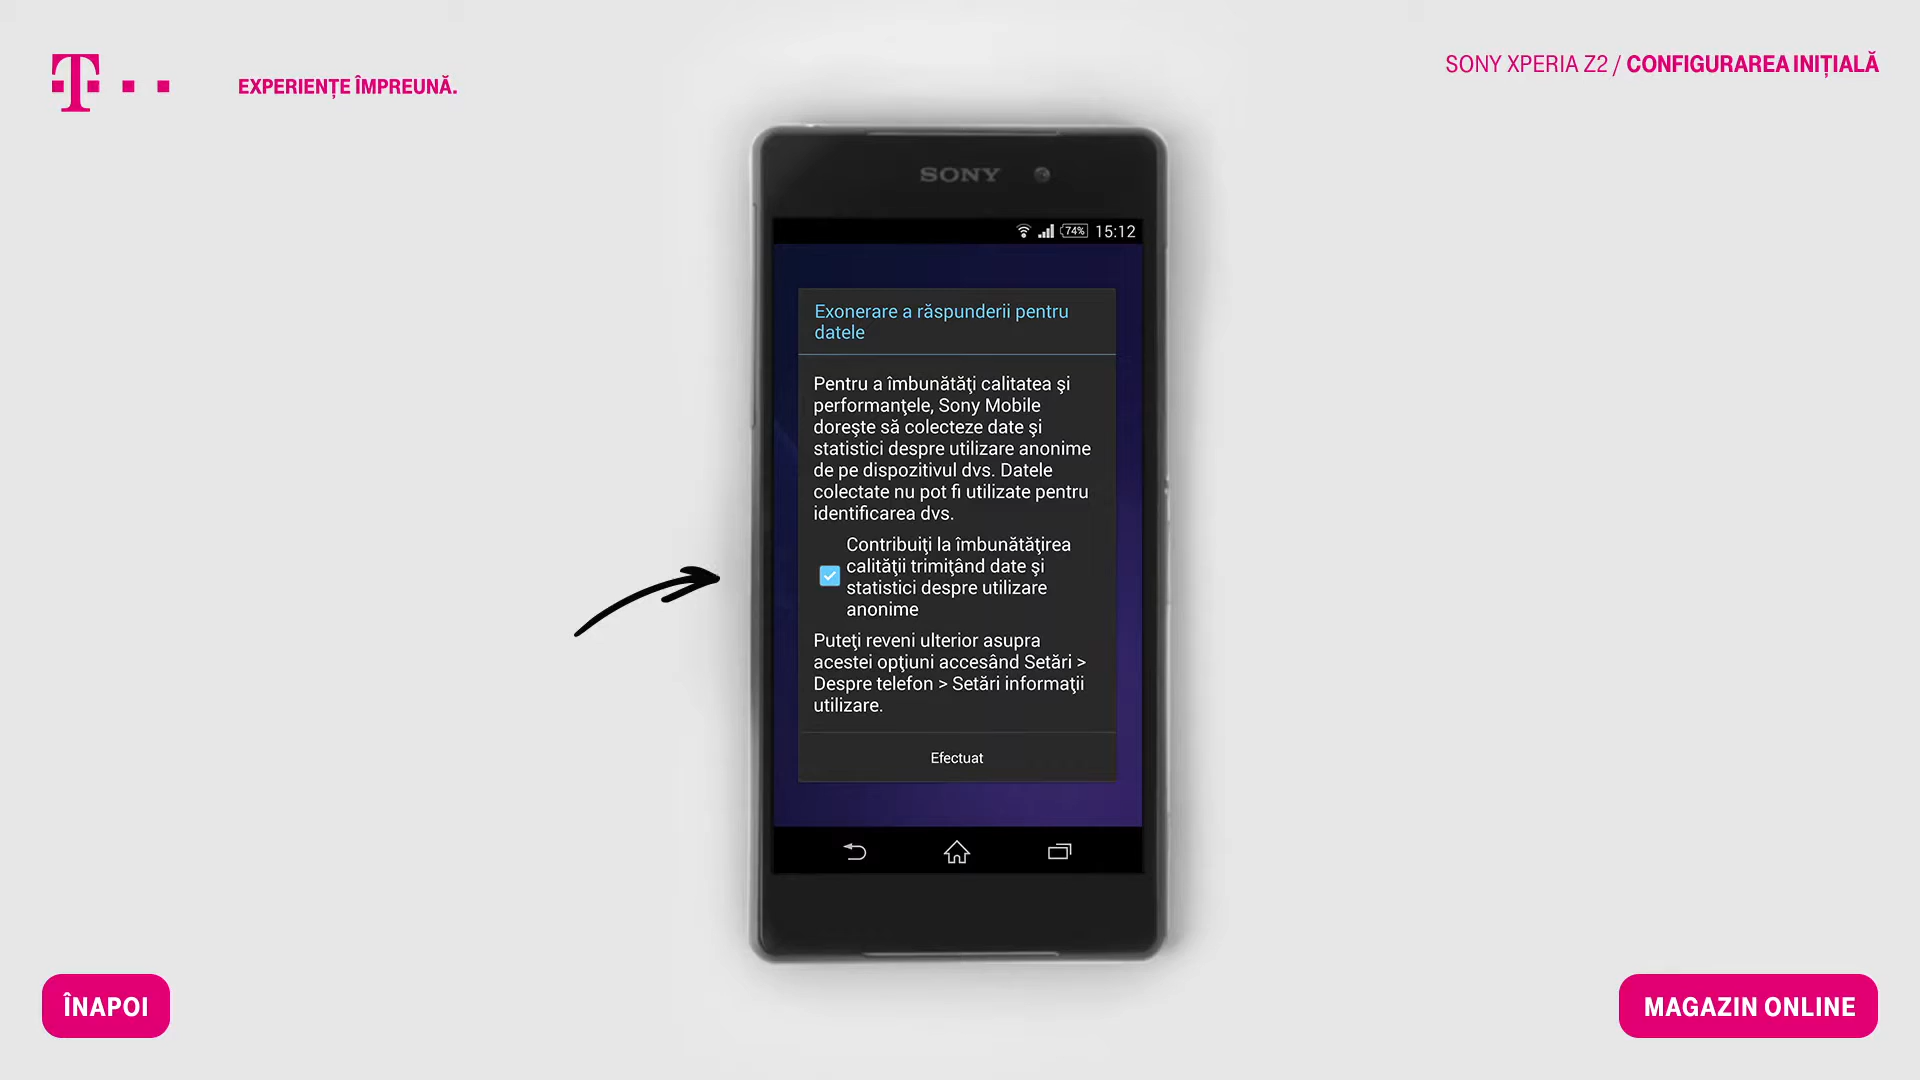 T
EXPERIENȚE ÎMPREUNĂ.
SONY XPERIA Z2 / CONFIGURAREA INIȚIALĂ
SONY
74% 15:12
Exonerare a răspunderii pentru
datele
Pentru a îmbunătăţi calitatea şi
performanţele, Sony Mobile
doreşte să colecteze date şi
statistici despre utilizare anonime
de pe dispozitivul dvs. Datele
colectate nu pot fi utilizate pentru
identificarea dvs.
Contribuiţi la îmbunătăţirea
calităţii trimiţând date şi
statistici despre utilizare
anonime
Puteţi reveni ulterior asupra
acestei opţiuni accesând Setări >
Despre telefon > Setări informaţii
utilizare.
Efectuat
ÎNAPOI
MAGAZIN ONLINE